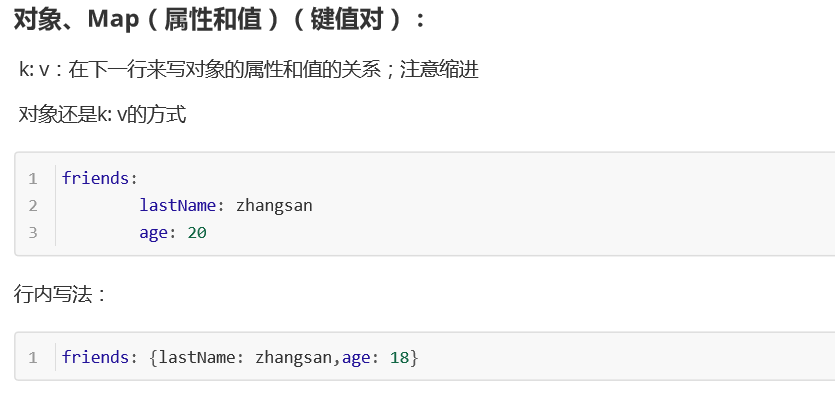 对象、Map（属性和值）（键值对）：
k: v：在下一行来写对象的属性和值的关系；注意缩进
对象还是k: v的方式
1 friends:
2 lastName: zhangsan
3 age: 20
行内写法：
1 friends: {lastName: zhangsan,age: 18}